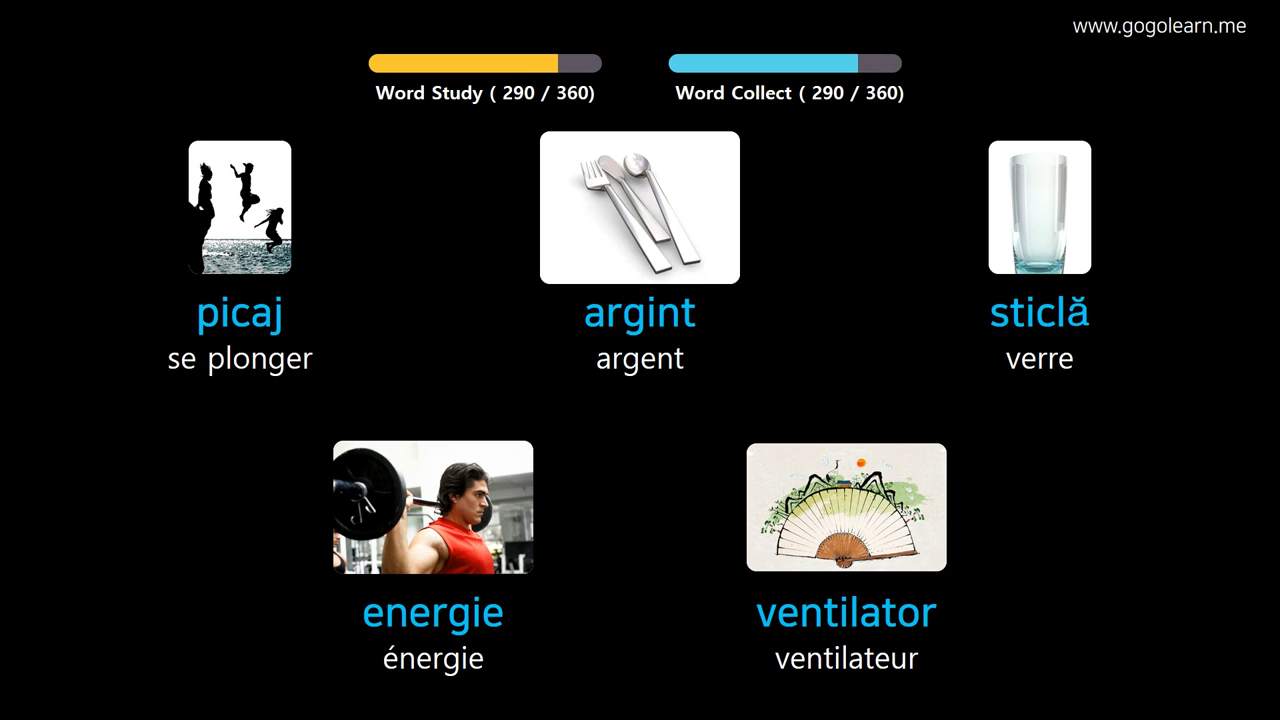 www.gogolearn.me
Word Study ( 290 / 360)
Word Collect ( 290 / 360)
picaj
se plonger
argint
argent
sticlă
verre
energie
énergie
ventilator
ventilateur